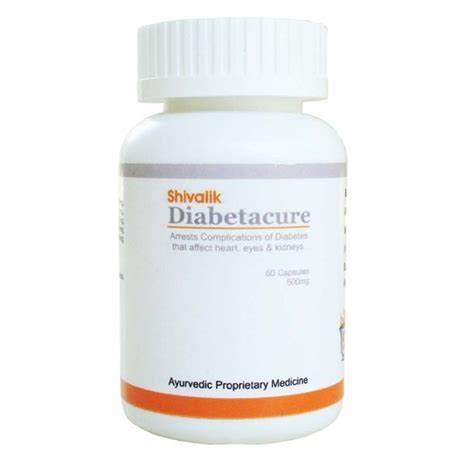 Shivalik
Diabetacure
Arrests Complications of Diabetes
that affect heart, eyes & kidneys
60 Capsules
500mg
Ayurvedic Proprietary Medicine